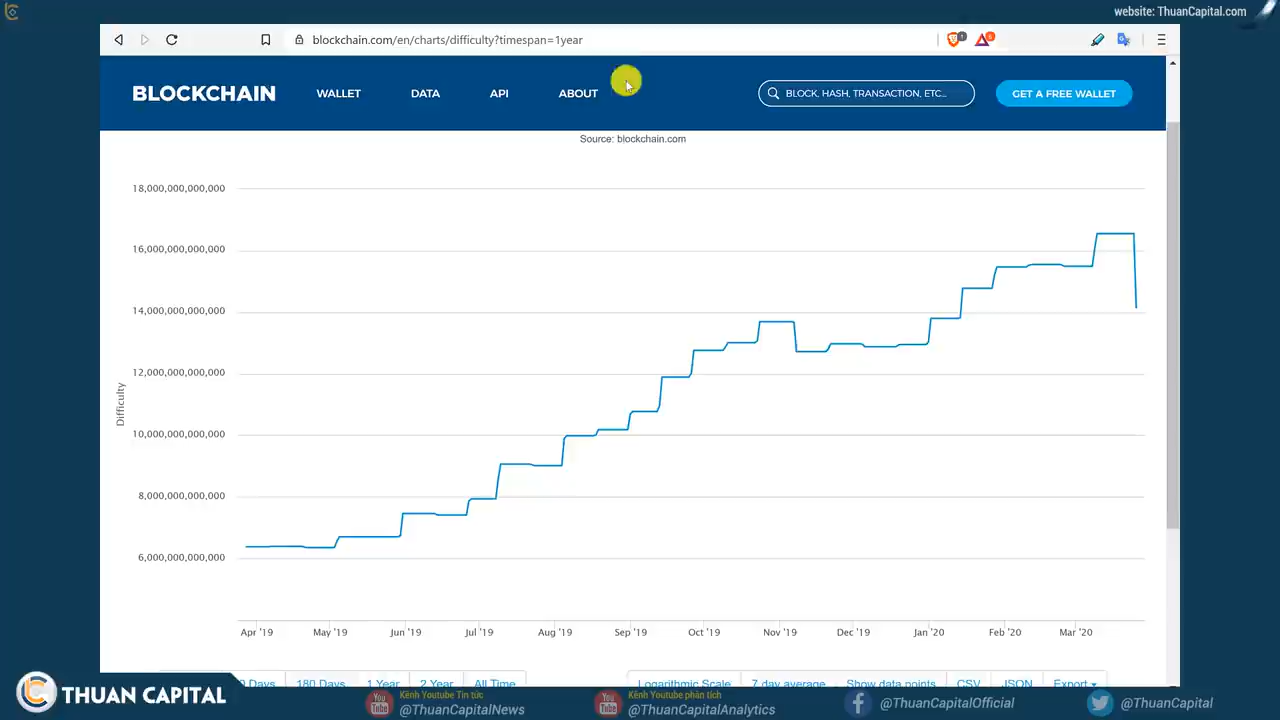 website: ThuanCapital.com
blockchain.com/en/charts/difficulty?timespan=1year
BLOCKCHAIN
WALLET
DATA
API
ABOUT
BLOCK, HASH, TRANSACTION, ETC...
GET A FREE WALLET
Source: blockchain.com
18,000,000,000,000
16,000,000,000,000
14,000,000,000,000
12,000,000,000,000
10,000,000,000,000
8,000,000,000,000
6,000,000,000,000
Difficulty
Apr '19
May '19
Jun '19
Jul '19
Aug '19
Sep '19
Oct '19
Nov '19
Dec '19
Jan '20
Feb '20
Mar '20
Days
180 Days
1 Year
2 Year
All Time
Logarithmic Scale
7 day average
Show data points
CSV
JSON
Export
THUAN CAPITAL
Kênh Youtube Tin tức
@ThuanCapitalNews
Kênh Youtube phân tích
@ThuanCapitalAnalytics
@ThuanCapitalOfficial
@ThuanCapital